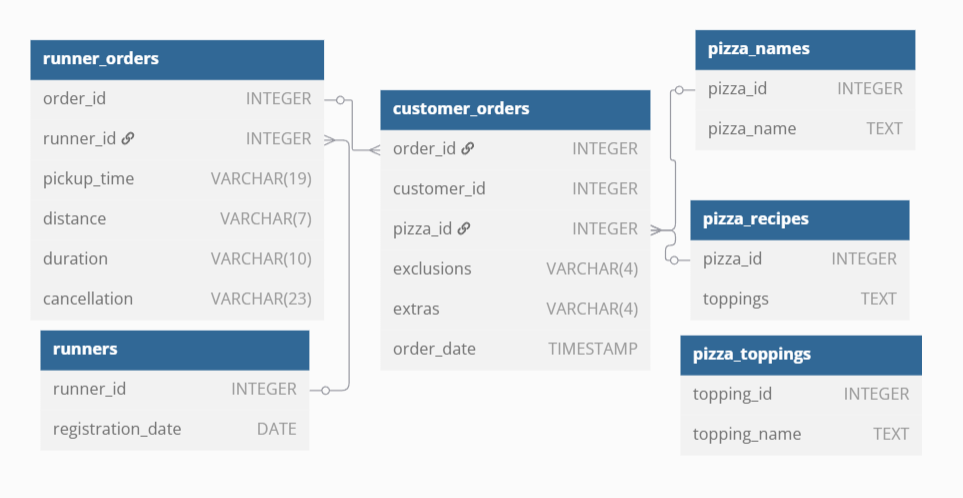 runner_orders
order_id INTEGER
runner_id INTEGER
pickup_time VARCHAR(19)
distance VARCHAR(7)
duration VARCHAR(10)
cancellation VARCHAR(23)
runners
runner_id INTEGER
registration_date DATE
customer_orders
order_id INTEGER
customer_id INTEGER
pizza_id INTEGER
exclusions VARCHAR(4)
extras VARCHAR(4)
order_date TIMESTAMP
pizza_names
pizza_id INTEGER
pizza_name TEXT
pizza_recipes
pizza_id INTEGER
toppings TEXT
pizza_toppings
topping_id INTEGER
topping_name TEXT